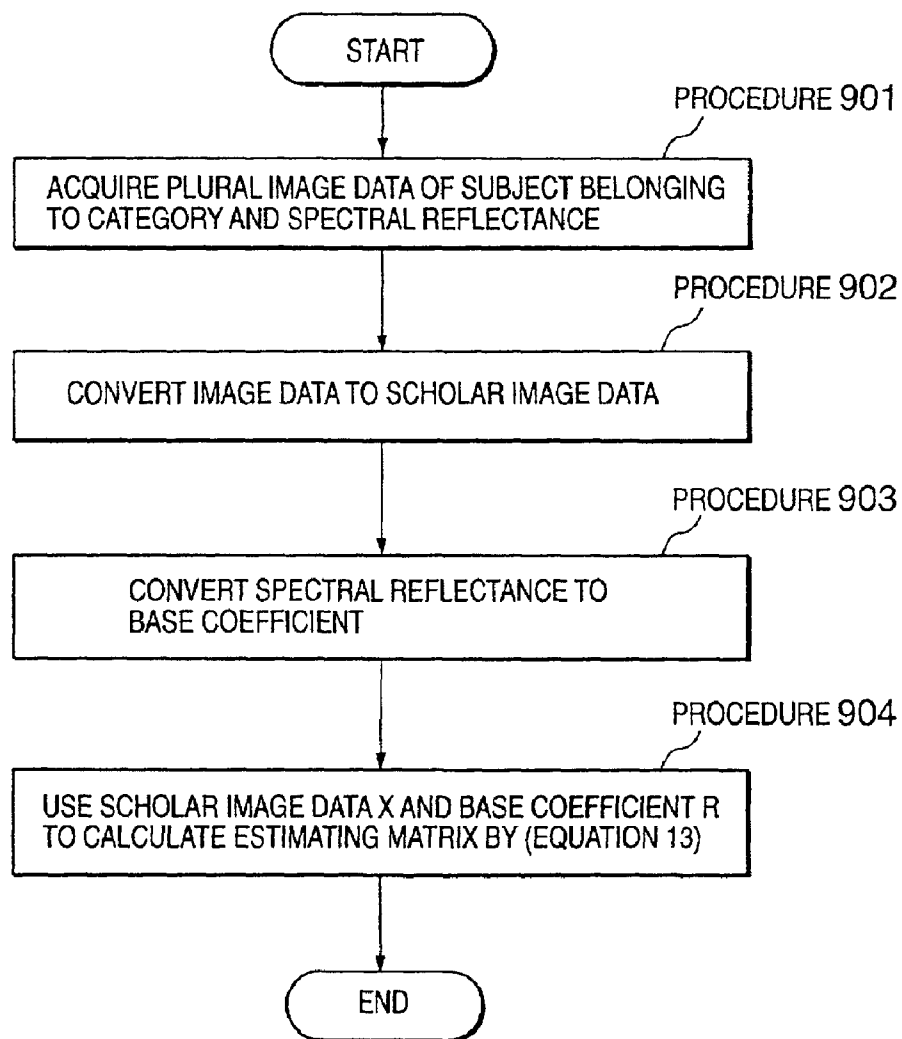 START
PROCEDURE 901
ACQUIRE PLURAL IMAGE DATA OF SUBJECT BELONGING
TO CATEGORY AND SPECTRAL REFLECTANCE
PROCEDURE 902
CONVERT IMAGE DATA TO SCHOLAR IMAGE DATA
PROCEDURE 903
CONVERT SPECTRAL REFLECTANCE TO
BASE COEFFICIENT
PROCEDURE 904
USE SCHOLAR IMAGE DATA X AND BASE COEFFICIENT R
TO CALCULATE ESTIMATING MATRIX BY (EQUATION 13)
END